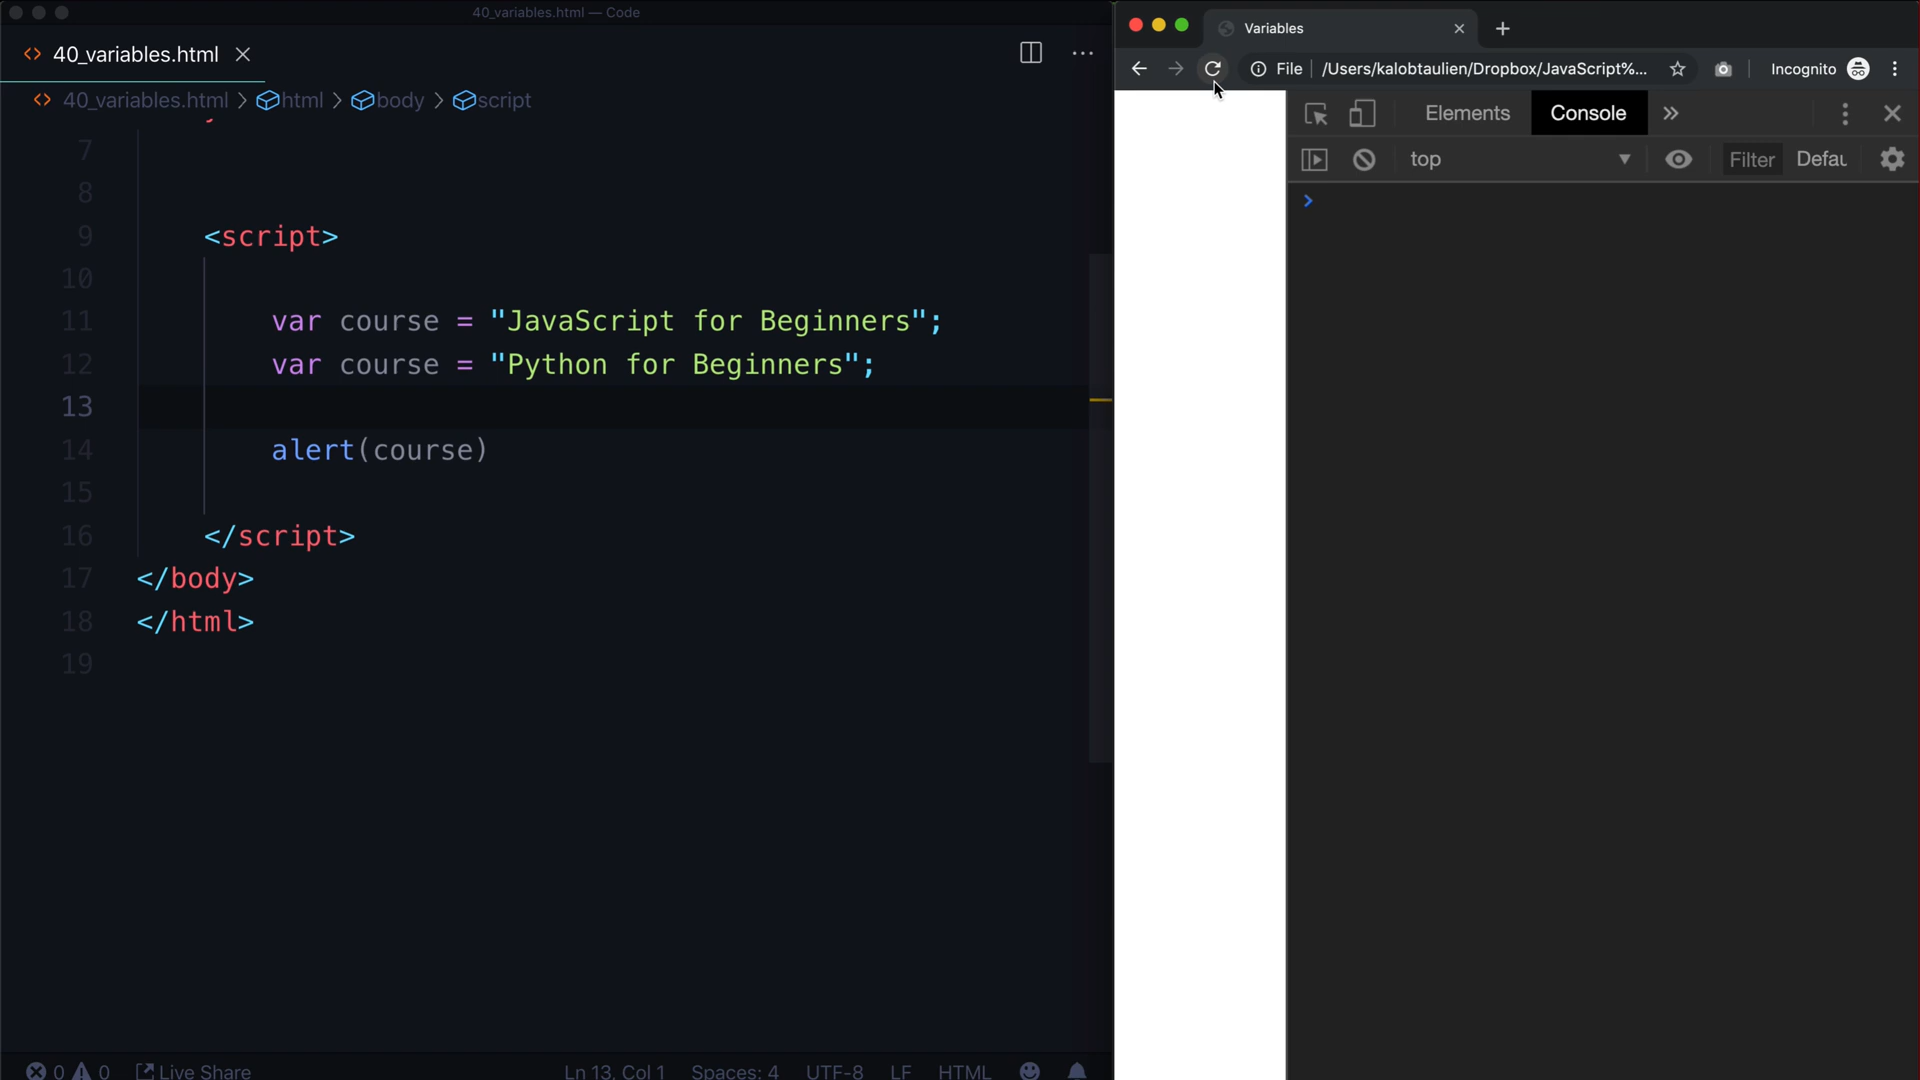 40_variables.html — Code
40_variables.html
40_variables.html > html > body > script
7
8
9 <script>
10
11 var course = "JavaScript for Beginners";
12 var course = "Python for Beginners";
13
14 alert(course)
15
16 </script>
17 </body>
18 </html>
19
0 0 Live Share Ln 13, Col 1 Spaces: 4 UTF-8 LF HTML
Variables
File /Users/kalobtaulien/Dropbox/JavaScript%... Incognito
Elements Console
top Filter Defau